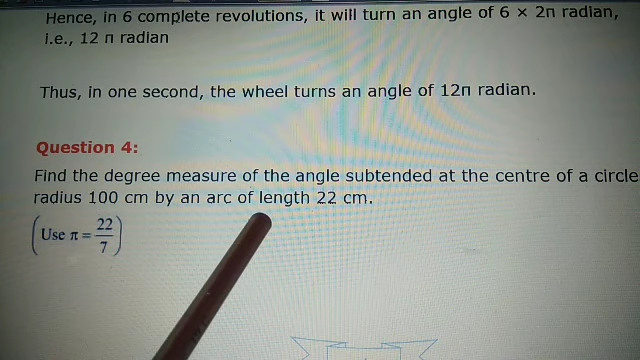 Hence, in 6 complete revolutions, it will turn an angle of 6 × 2π radian,
i.e., 12 π radian
Thus, in one second, the wheel turns an angle of 12π radian.
Question 4:
Find the degree measure of the angle subtended at the centre of a circle
radius 100 cm by an arc of length 22 cm.
(Use π = 22/7)